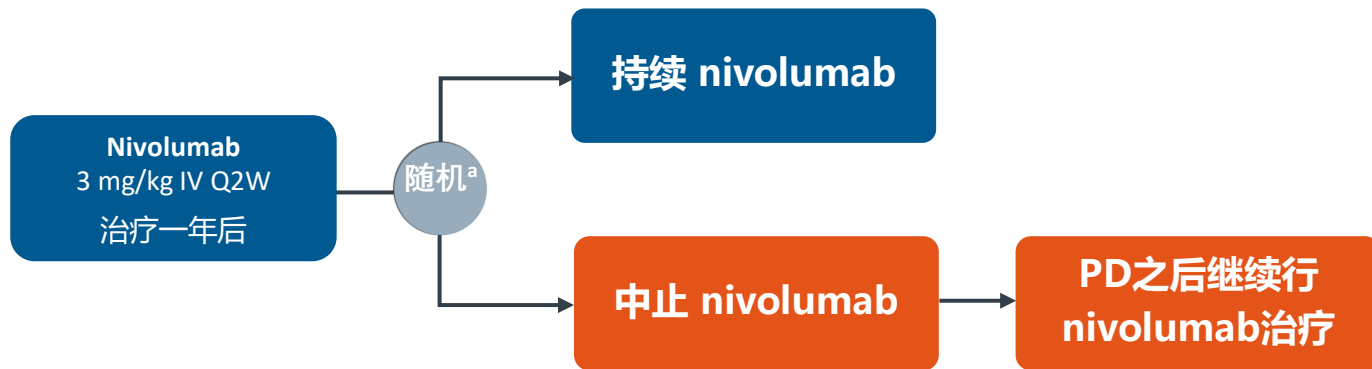 持续 nivolumab
Nivolumab
3 mg/kg IV Q2W
治疗一年后
随机a
中止 nivolumab
PD之后继续行
nivolumab治疗